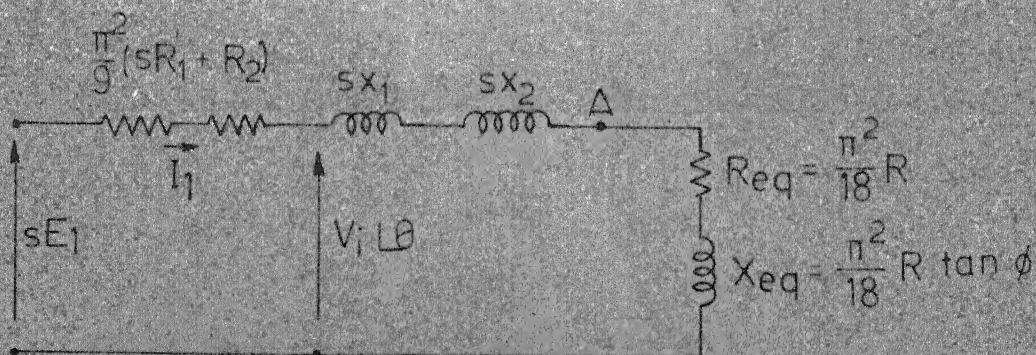 π²/9 (sR₁ + R₂)
sx₁
sx₂
Δ
I₁
Req = π²/18 R
sE₁
Vᵢ ∠θ
Xeq = π²/18 R tan ϕ